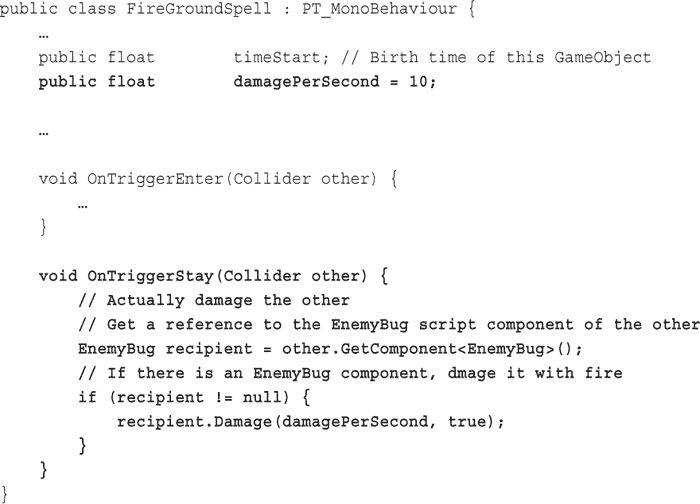 public class FireGroundSpell : PT_MonoBehaviour {
…
public float timeStart; // Birth time of this GameObject
public float damagePerSecond = 10;
…
void OnTriggerEnter(Collider other) {
…
}
void OnTriggerStay(Collider other) {
// Actually damage the other
// Get a reference to the EnemyBug script component of the other
EnemyBug recipient = other.GetComponent<EnemyBug>();
// If there is an EnemyBug component, dmage it with fire
if (recipient != null) {
recipient.Damage(damagePerSecond, true);
}
}
}